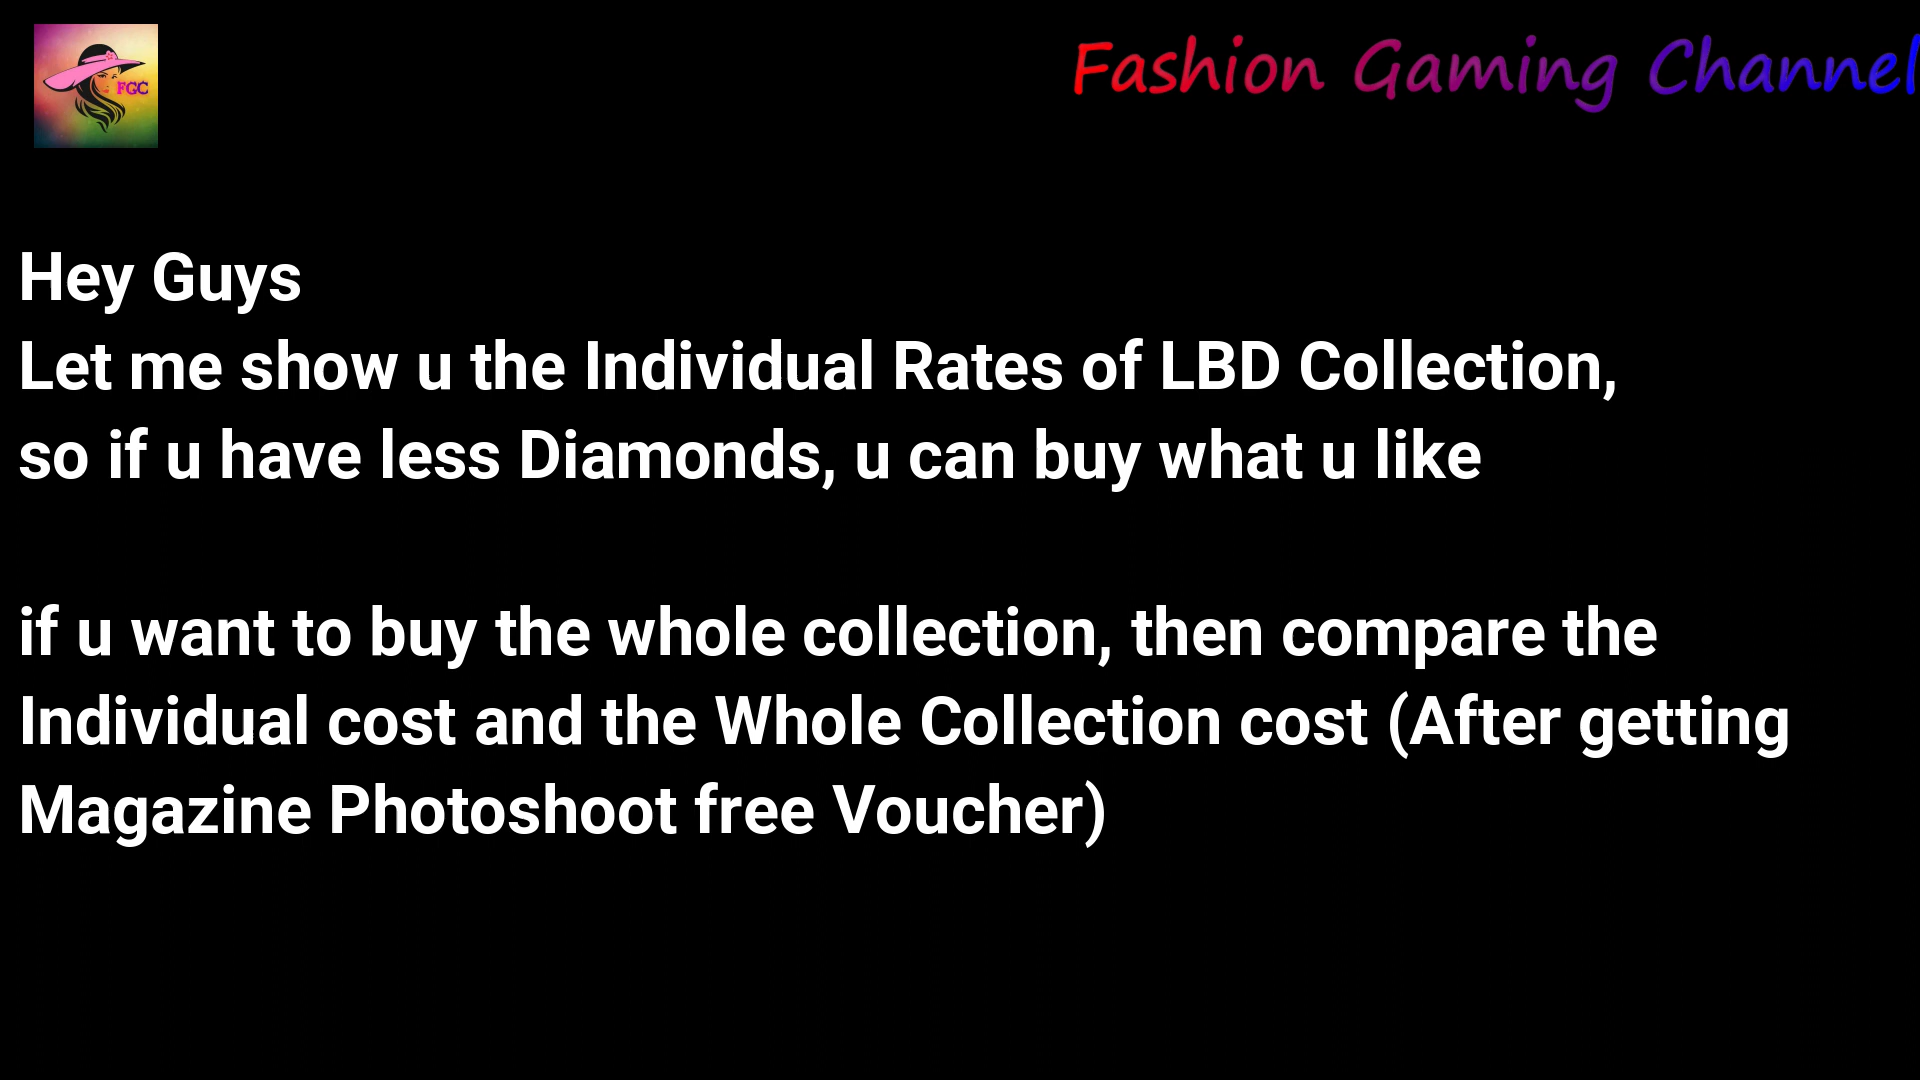 FGC
Fashion Gaming Channel
Hey Guys
Let me show u the Individual Rates of LBD Collection,
so if u have less Diamonds, u can buy what u like
if u want to buy the whole collection, then compare the
Individual cost and the Whole Collection cost (After getting
Magazine Photoshoot free Voucher)